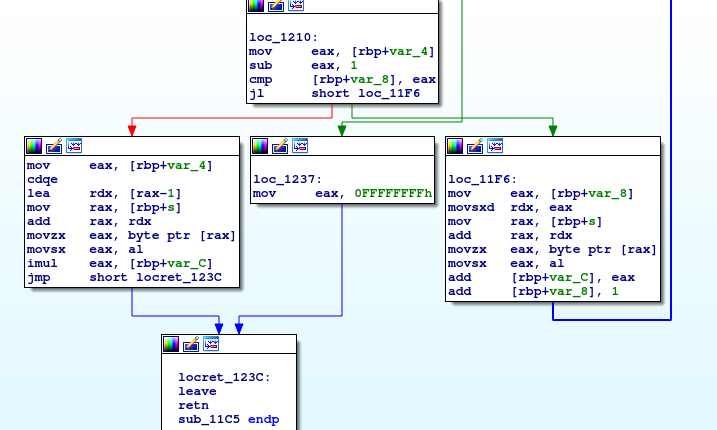 loc_1210:
mov eax, [rbp+var_4]
sub eax, 1
cmp [rbp+var_8], eax
jl short loc_11F6
mov eax, [rbp+var_4]
cdqe
lea rdx, [rax-1]
mov rax, [rbp+s]
add rax, rdx
movzx eax, byte ptr [rax]
movsx eax, al
imul eax, [rbp+var_C]
jmp short locret_123C
loc_1237:
mov eax, 0FFFFFFFFh
loc_11F6:
mov eax, [rbp+var_8]
movsxd rdx, eax
mov rax, [rbp+s]
add rax, rdx
movzx eax, byte ptr [rax]
movsx eax, al
add [rbp+var_C], eax
add [rbp+var_8], 1
locret_123C:
leave
retn
sub_11C5 endp